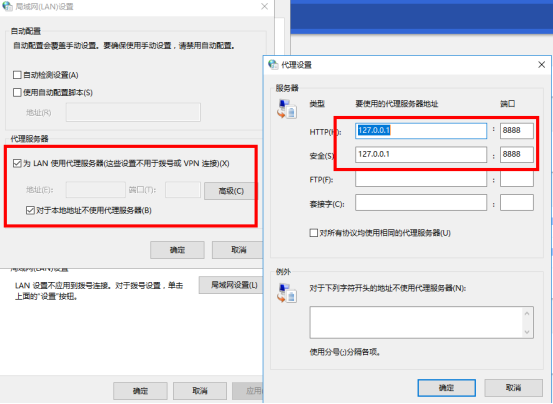 局域网(LAN)设置
自动配置
自动配置会覆盖手动设置。要确保使用手动设置，请禁用自动配置。
自动检测设置(A)
使用自动配置脚本(S)
地址(R)
代理服务器
为 LAN 使用代理服务器(这些设置不用于拨号或 VPN 连接)(X)
地址(E):
端口(T):
高级(C)
对于本地地址不使用代理服务器(B)
确定
取消
局域网(LAN)设置
LAN 设置不应用到拨号连接。对于拨号设置，单击
上面的"设置"按钮。
局域网设置(L)
确定
取消
应用
代理设置
服务器
类型
要使用的代理服务器地址
端口
HTTP(H):
127.0.0.1
:
8888
安全(S)
127.0.0.1
:
8888
FTP(F):
:
套接字(C):
:
对所有协议均使用相同的代理服务器(U)
例外
对于下列字符开头的地址不使用代理服务器(N):
使用分号(;)分隔各项。
确定
取消